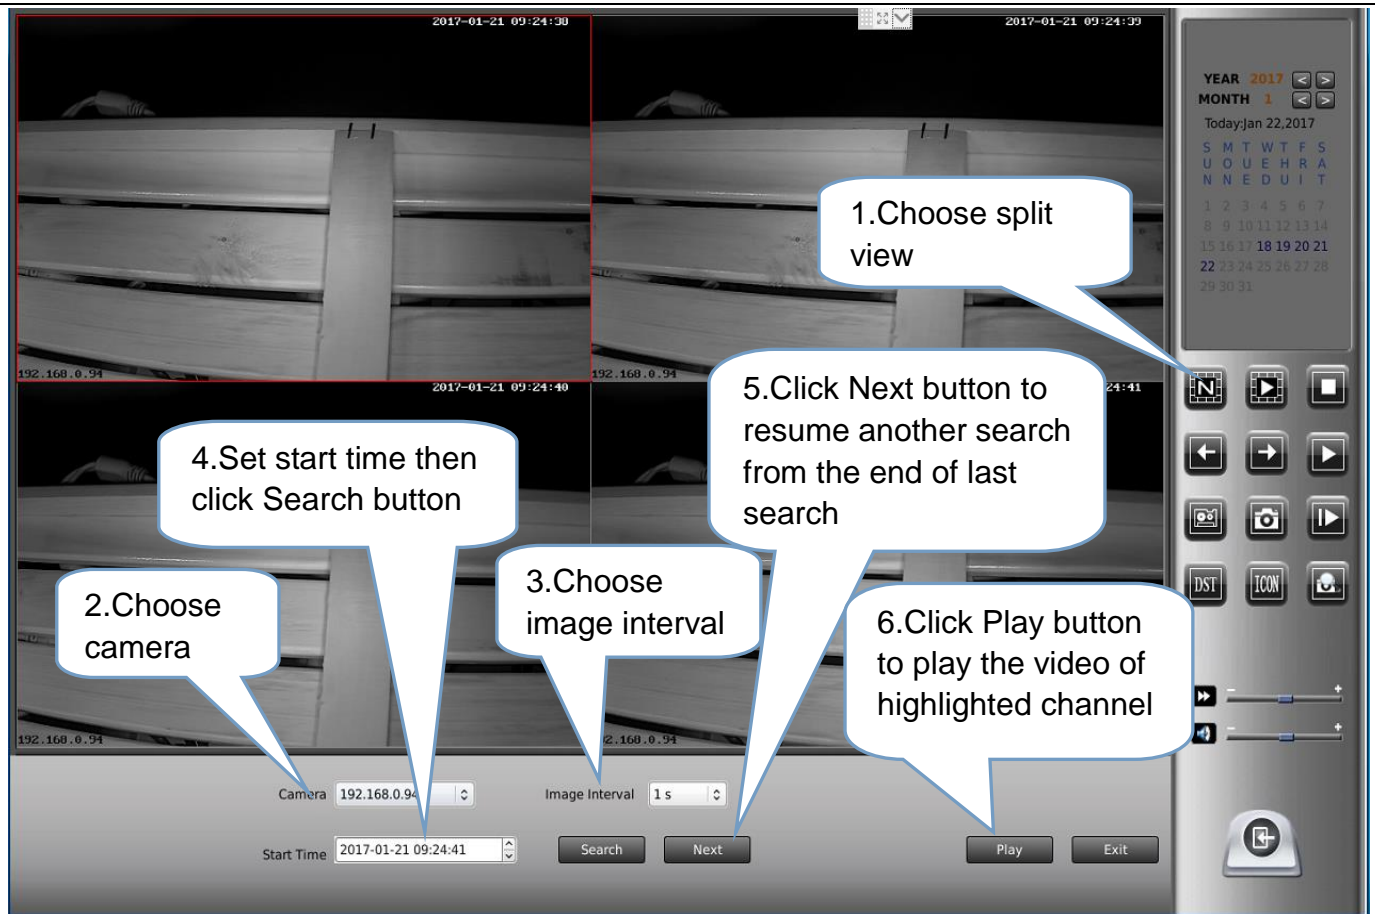 2017-01-21 09:24:38
2017-01-21 09:24:39
YEAR 2017 < >
MONTH 1 < >
Today:Jan 22,2017
S M T W T F S
U O U E H R A
N N E D U I T
1 2 3 4 5 6 7
8 9 10 11 12 13 14
15 16 17 18 19 20 21
22 23 24 25 26 27 28
29 30 31
1.Choose split
view
192.168.0.94
192.168.0.94
2017-01-21 09:24:40
24:41
N
5.Click Next button to
resume another search
from the end of last
search
4.Set start time then
click Search button
3.Choose
image interval
2.Choose
camera
6.Click Play button
to play the video of
highlighted channel
DST
ICON
- +
- +
192.168.0.94
2.168.0.94
Camera 192.168.0.94
Image Interval 1 s
Start Time 2017-01-21 09:24:41
Search
Next
Play
Exit